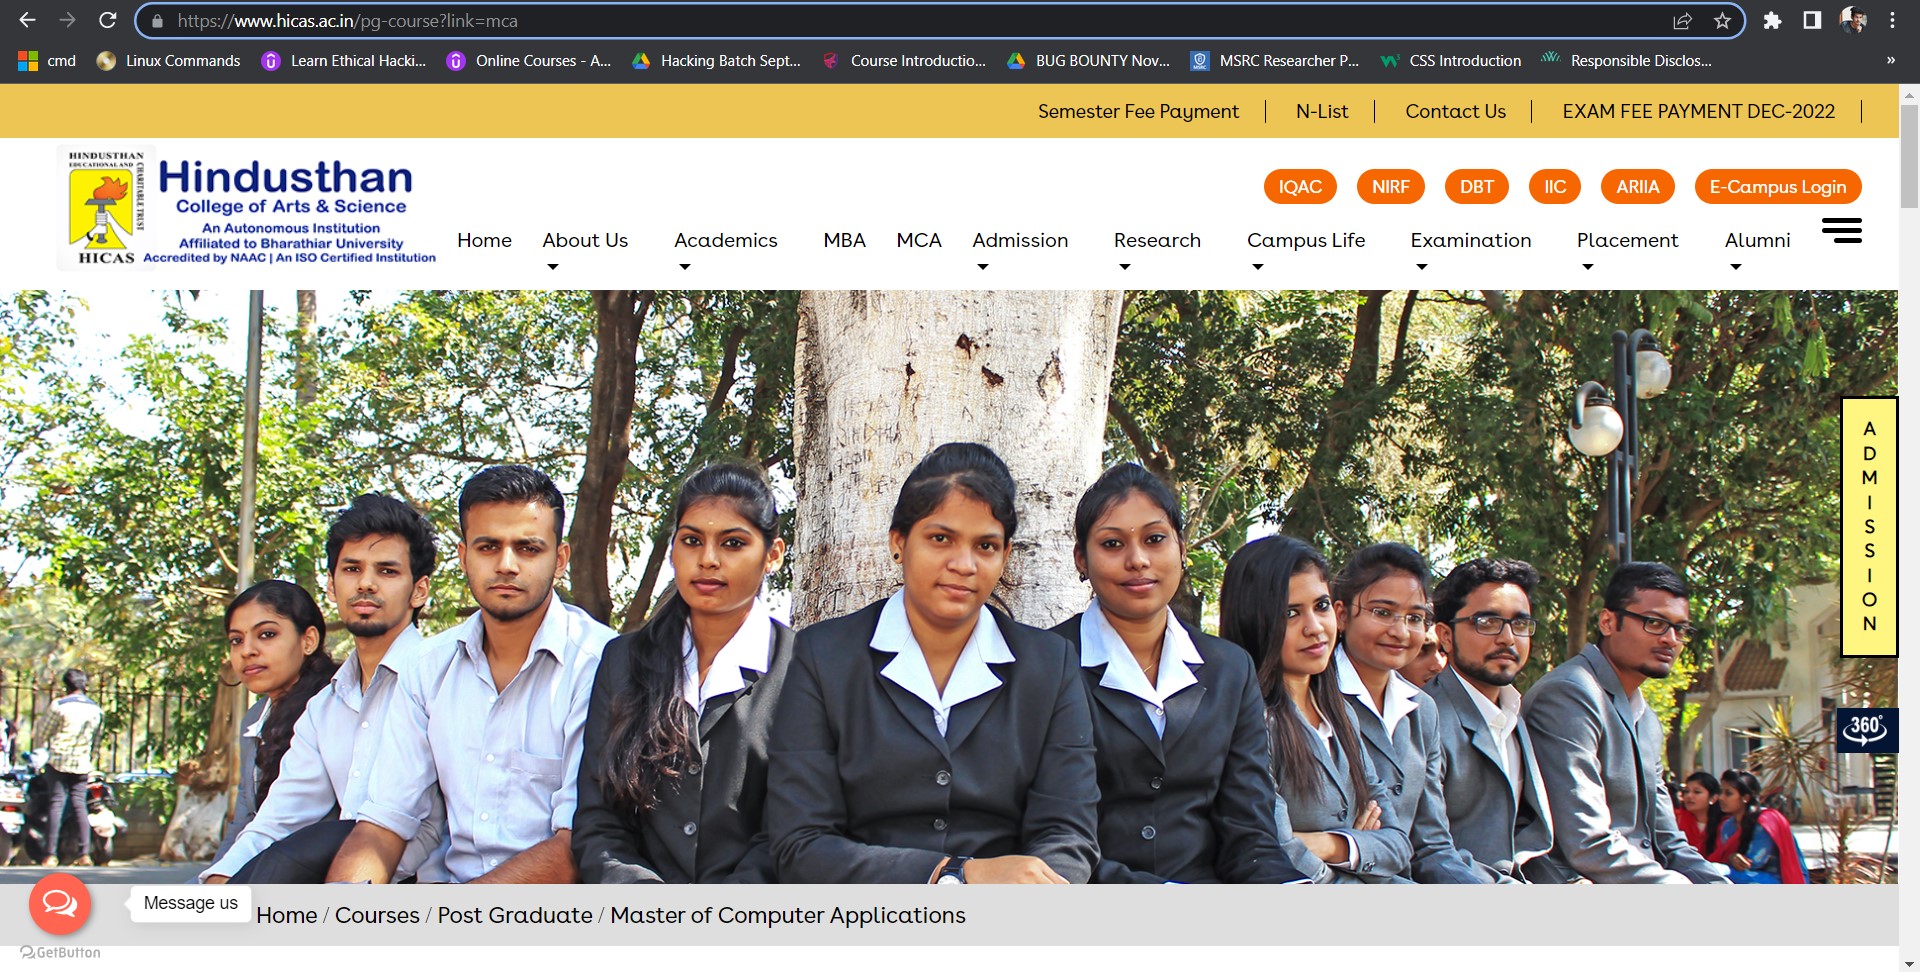 https://www.hicas.ac.in/pg-course?link=mca
cmd
Linux Commands
Learn Ethical Hacki...
Online Courses - A...
Hacking Batch Sept...
Course Introductio...
BUG BOUNTY Nov...
MSRC Researcher P...
CSS Introduction
Responsible Disclos...
»
Semester Fee Payment
N-List
Contact Us
EXAM FEE PAYMENT DEC-2022
HINDUSTHAN
EDUCATIONAL AND
CHARITABLE TRUST
HICAS
Hindusthan
College of Arts & Science
An Autonomous Institution
Affiliated to Bharathiar University
Accredited by NAAC | An ISO Certified Institution
IQAC
NIRF
DBT
IIC
ARIIA
E-Campus Login
Home
About Us
Academics
MBA
MCA
Admission
Research
Campus Life
Examination
Placement
Alumni
ADMISSION
360°
Message us
Home / Courses / Post Graduate / Master of Computer Applications
GetButton